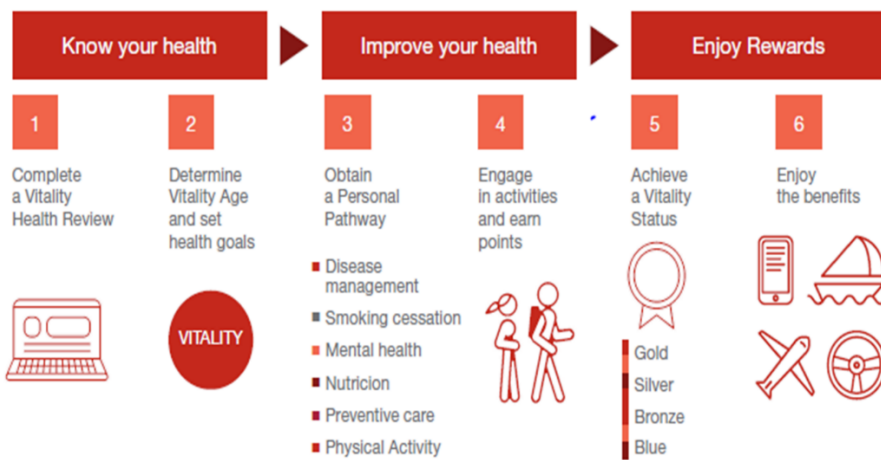 Know your health
Improve your health
Enjoy Rewards
1
Complete
a Vitality
Health Review
2
Determine
Vitality Age
and set
health goals
VITALITY
3
Obtain
a Personal
Pathway
Disease
management
Smoking cessation
Mental health
Nutricion
Preventive care
Physical Activity
4
Engage
in activities
and earn
points
5
Achieve
a Vitality
Status
Gold
Silver
Bronze
Blue
6
Enjoy
the benefits